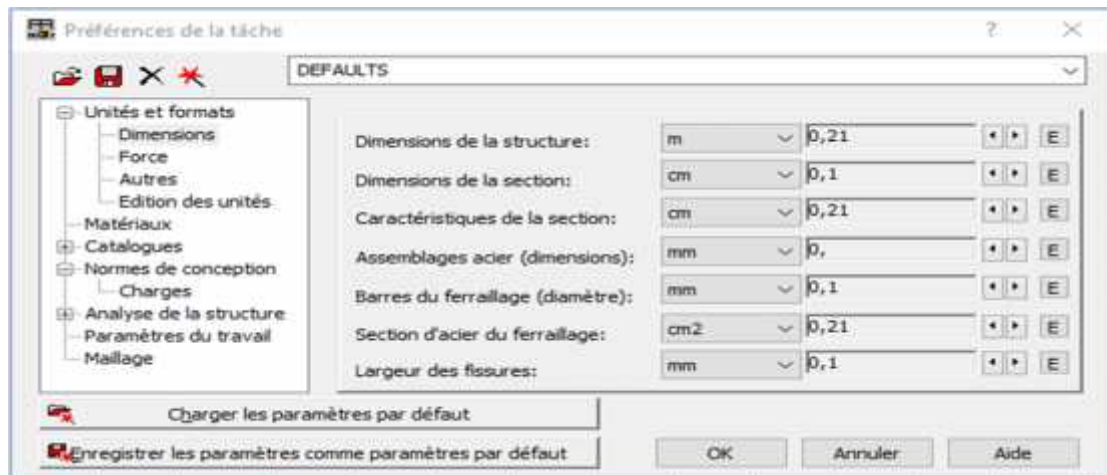 Préférences de la tâche ?
DEFAULTS
Unités et formats
Dimensions
Force
Autres
Edition des unités
Matériaux
Catalogues
Normes de conception
Charges
Analyse de la structure
Paramètres du travail
Maillage
Dimensions de la structure: m 0,21 E
Dimensions de la section: cm 0,1 E
Caractéristiques de la section: cm 0,21 E
Assemblages acier (dimensions): mm 0, E
Barres du ferraillage (diamètre): mm 0,1 E
Section d'acier du ferraillage: cm2 0,21 E
Largeur des fissures: mm 0,1 E
Charger les paramètres par défaut
Enregistrer les paramètres comme paramètres par défaut
OK Annuler Aide